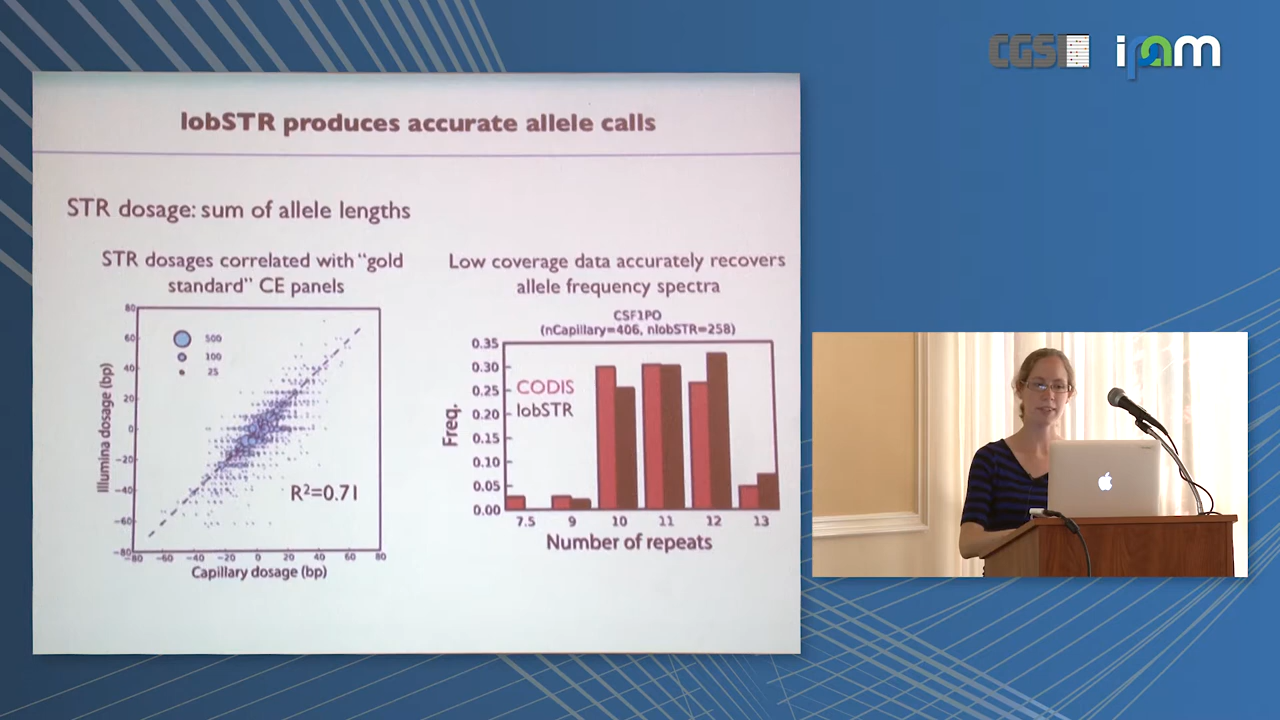 CGSI
ipam
lobSTR produces accurate allele calls
STR dosage: sum of allele lengths
STR dosages correlated with "gold
standard" CE panels
80
60
40
20
0
−20
−40
−60
−80
Illumina dosage (bp)
500
100
25
R²=0.71
−80 −60 −40 −20 0 20 40 60 80
Capillary dosage (bp)
Low coverage data accurately recovers
allele frequency spectra
CSF1PO
(nCapillary=406, nlobSTR=258)
0.35
0.30
0.25
0.20
0.15
0.10
0.05
0.00
Freq.
CODIS
lobSTR
7.5 9 10 11 12 13
Number of repeats